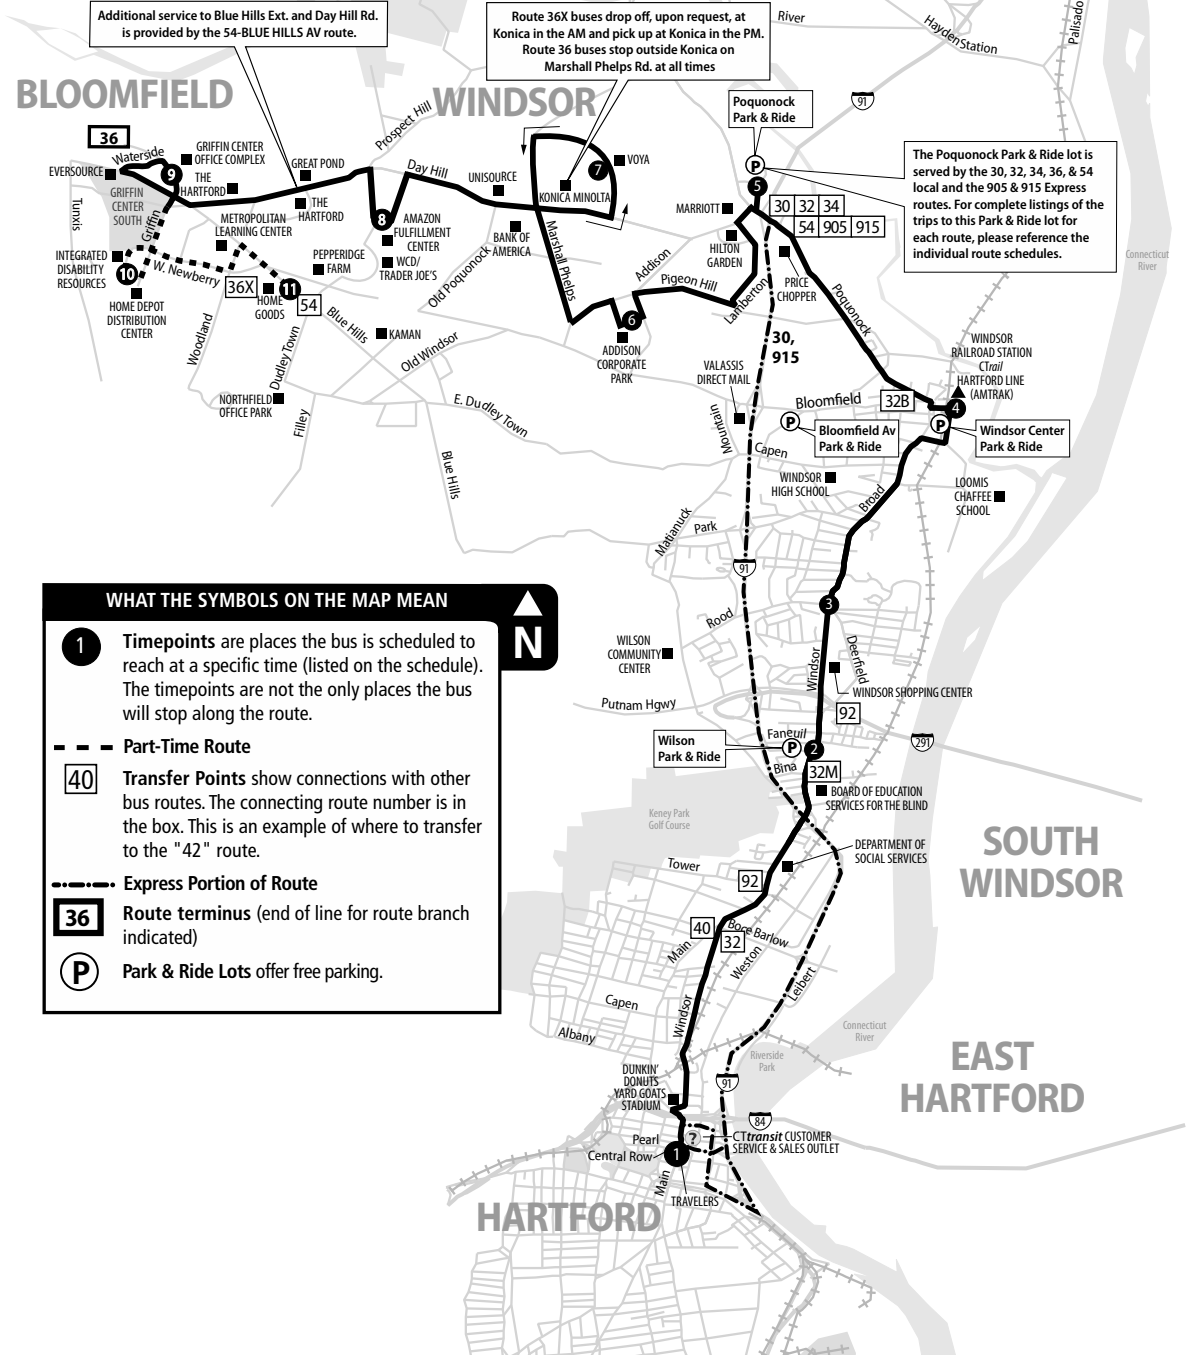 Additional service to Blue Hills Ext. and Day Hill Rd.
is provided by the 54-BLUE HILLS AV route.
Route 36X buses drop off, upon request, at
Konica in the AM and pick up at Konica in the PM.
Route 36 buses stop outside Konica on
Marshall Phelps Rd. at all times
River
Hayden Station
Palisado
BLOOMFIELD
WINDSOR
Prospect Hill
Poquonock
Park & Ride
91
The Poquonock Park & Ride lot is
served by the 30, 32, 34, 36, & 54
local and the 905 & 915 Express
routes. For complete listings of the
trips to this Park & Ride lot for
each route, please reference the
individual route schedules.
36
Waterside
EVERSOURCE
GRIFFIN CENTER
OFFICE COMPLEX
9
THE
HARTFORD
GREAT POND
THE
HARTFORD
GRIFFIN
CENTER
SOUTH
Tunxis
Griffin
METROPOLITAN
LEARNING CENTER
Day Hill
UNISOURCE
7
VOYA
KONICA MINOLTA
P
5
MARRIOTT
30 32 34
54 905 915
8
AMAZON
FULFILLMENT
CENTER
BANK OF
AMERICA
Marshall Phelps
HILTON
GARDEN
PRICE
CHOPPER
Connecticut
River
INTEGRATED
DISABILITY
RESOURCES
10
W. Newberry
PEPPERIDGE
FARM
WCD/
TRADER JOE'S
Old Poquonock
Addison
Pigeon Hill
Lamberton
Poquonock
HOME DEPOT
DISTRIBUTION
CENTER
36X
HOME
GOODS
11
54
Blue Hills
KAMAN
Old Windsor
Woodland
Dudley Town
6
ADDISON
CORPORATE
PARK
30,
915
VALASSIS
DIRECT MAIL
WINDSOR
RAILROAD STATION
CTrail
HARTFORD LINE
(AMTRAK)
NORTHFIELD
OFFICE PARK
Filley
E. Dudley Town
Blue Hills
Mountain
Bloomfield
32B
4
P
Bloomfield Av
Park & Ride
P
Windsor Center
Park & Ride
Capen
WINDSOR
HIGH SCHOOL
Broad
LOOMIS
CHAFFEE
SCHOOL
Matianuck
Park
91
3
Rood
WILSON
COMMUNITY
CENTER
Windsor
Deerfield
WINDSOR SHOPPING CENTER
Putnam Hgwy
92
Wilson
Park & Ride
Faneuil
P
2
291
Bina
32M
BOARD OF EDUCATION
SERVICES FOR THE BLIND
WHAT THE SYMBOLS ON THE MAP MEAN
N
1
Timepoints are places the bus is scheduled to
reach at a specific time (listed on the schedule).
The timepoints are not the only places the bus
will stop along the route.
Part-Time Route
40
Transfer Points show connections with other
bus routes. The connecting route number is in
the box. This is an example of where to transfer
to the "42" route.
Express Portion of Route
36
Route terminus (end of line for route branch
indicated)
P
Park & Ride Lots offer free parking.
Keney Park
Golf Course
SOUTH
WINDSOR
Tower
DEPARTMENT OF
SOCIAL SERVICES
92
40
32
Boce Barlow
Main
Weston
Leibert
Capen
Windsor
Albany
Connecticut
River
Riverside
Park
EAST
HARTFORD
DUNKIN'
DONUTS
YARD GOATS
STADIUM
91
84
Pearl
?
CTtransit CUSTOMER
SERVICE & SALES OUTLET
Central Row
1
Main
TRAVELERS
HARTFORD